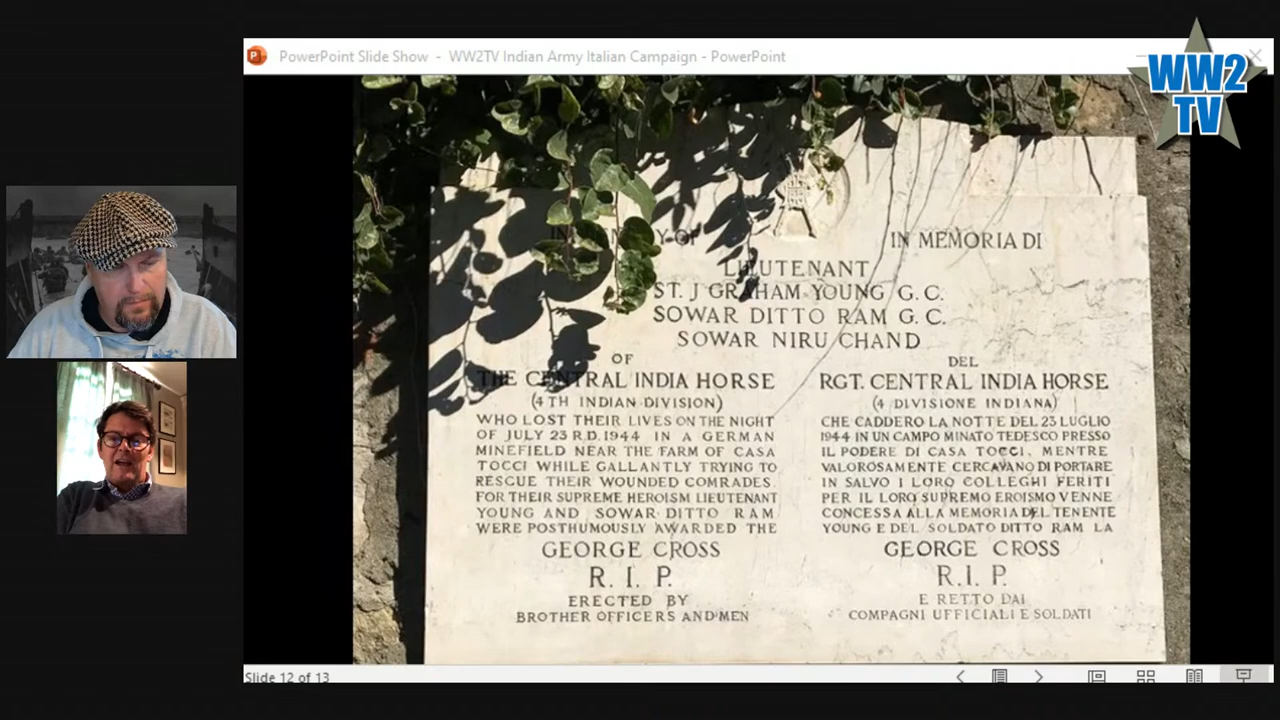 PowerPoint Slide Show - WW2TV Indian Army Italian Campaign - PowerPoint
WW2
TV
OF
IN MEMORIA DI
LIEUTENANT
ST. J GRAHAM YOUNG G. C.
SOWAR DITTO RAM G. C.
SOWAR NIRU CHAND
OF
THE CENTRAL INDIA HORSE
(4TH INDIAN DIVISION)
WHO LOST THEIR LIVES ON THE NIGHT
OF JULY 23 R.D. 1944 IN A GERMAN
MINEFIELD NEAR THE FARM OF CASA
TOCCI WHILE GALLANTLY TRYING TO
RESCUE THEIR WOUNDED COMRADES.
FOR THEIR SUPREME HEROISM LIEUTENANT
YOUNG AND SOWAR DITTO RAM
WERE POSTHUMOUSLY AWARDED THE
GEORGE CROSS
R. I. P.
ERECTED BY
BROTHER OFFICERS AND MEN
DEL
RGT. CENTRAL INDIA HORSE
(4 DIVISIONE INDIANA)
CHE CADDERO LA NOTTE DEL 23 LUGLIO
1944 IN UN CAMPO MINATO TEDESCO PRESSO
IL PODERE DI CASA TOCCI, MENTRE
VALOROSAMENTE CERCAVANO DI PORTARE
IN SALVO I LORO COLLEGHI FERITI
PER IL LORO SUPREMO EROISMO VENNE
CONCESSA ALLA MEMORIA DEL TENENTE
YOUNG E DEL SOLDATO DITTO RAM LA
GEORGE CROSS
R. I. P.
E RETTO DAI
COMPAGNI UFFICIALI E SOLDATI
Slide 12 of 13